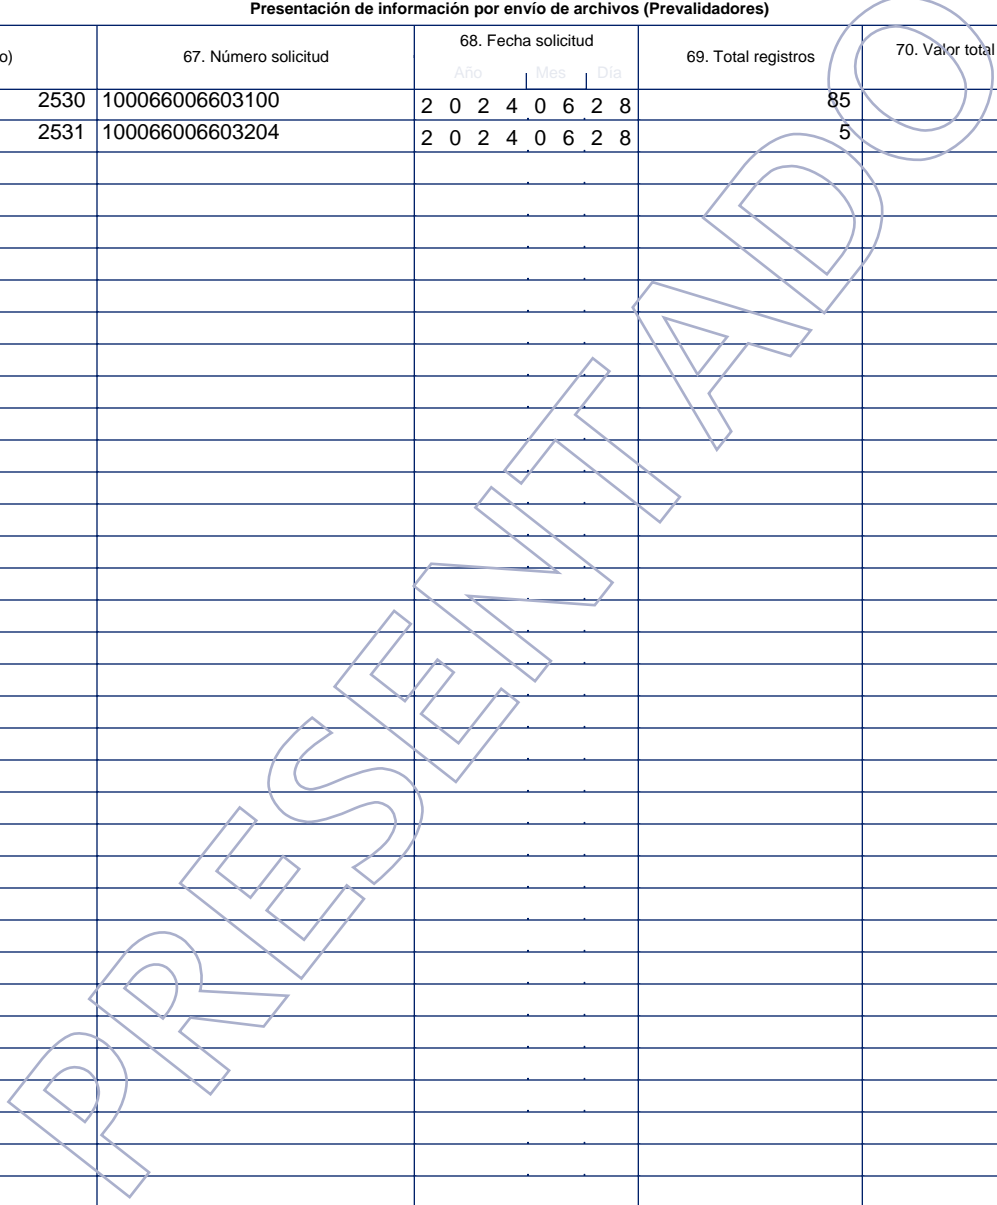 Presentación de información por envío de archivos (Prevalidadores)
o) 67. Número solicitud 68. Fecha solicitud 69. Total registros 70. Valor total
Año Mes Día
2530 100066006603100 2 0 2 4 0 6 2 8 85
2531 100066006603204 2 0 2 4 0 6 2 8 5
PRESENTADO